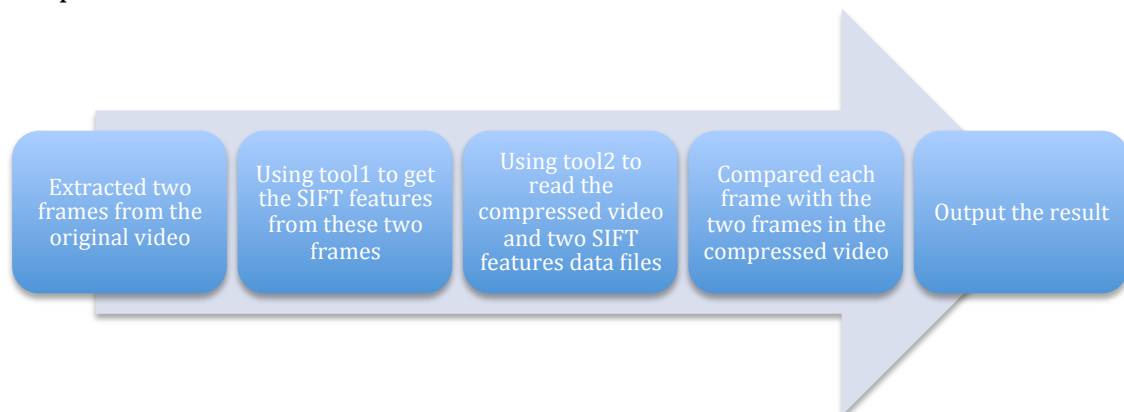 Extracted two
frames from the
original video
Using tool1 to get
the SIFT features
from these two
frames
Using tool2 to
read the
compressed video
and two SIFT
features data files
Compared each
frame with the
two frames in the
compressed video
Output the result